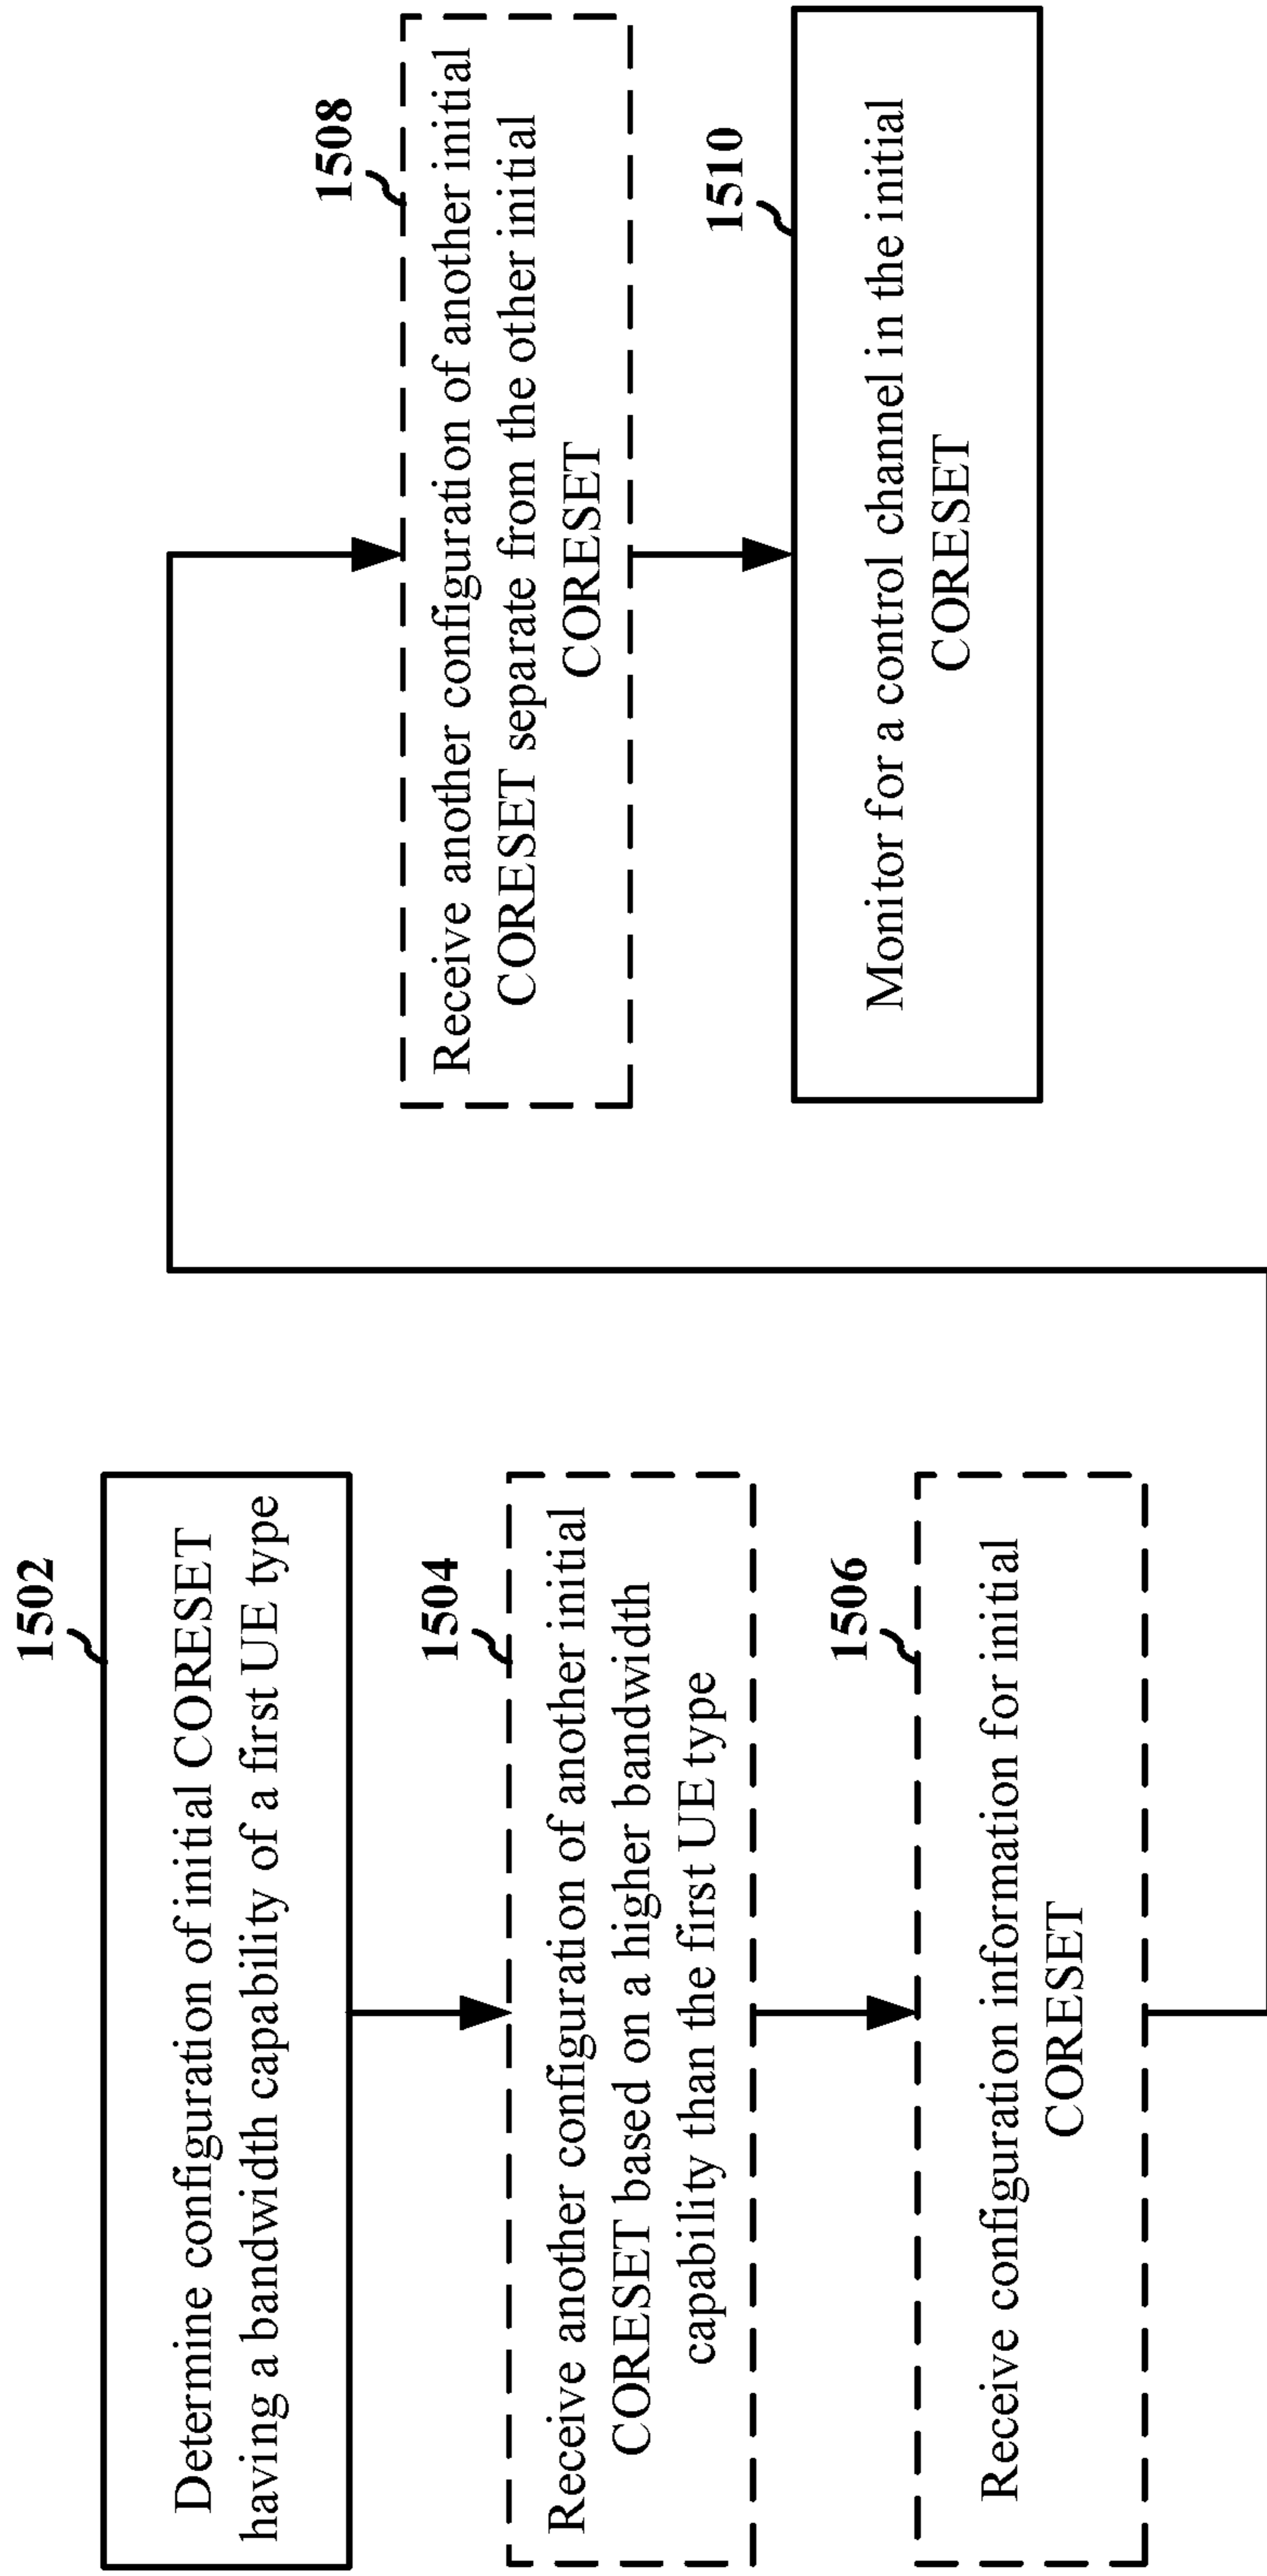 1502
Determine configuration of initial CORESET
having a bandwidth capability of a first UE type
1504
Receive another configuration of another initial
CORESET based on a higher bandwidth
capability than the first UE type
1506
Receive configuration information for initial
CORESET
1508
Receive another configuration of another initial
CORESET separate from the other initial
CORESET
1510
Monitor for a control channel in the initial
CORESET